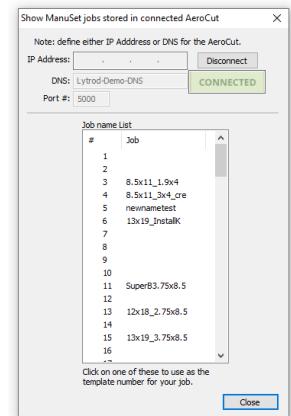 Show ManuSet jobs stored in connected AeroCut
Note: define either IP Adddress or DNS for the AeroCut.
IP Address: . . . Disconnect
DNS: Lytrod-Demo-DNS CONNECTED
Port #: 5000
Job name List
# Job
1
2
3 8.5x11_1.9x4
4 8.5x11_3x4_cre
5 newnametest
6 13x19_InstallK
7
8
9
10
11 SuperB3.75x8.5
12
13 12x18_2.75x8.5
14
15 13x19_3.75x8.5
16
Click on one of these to use as the
template number for your job.
Close